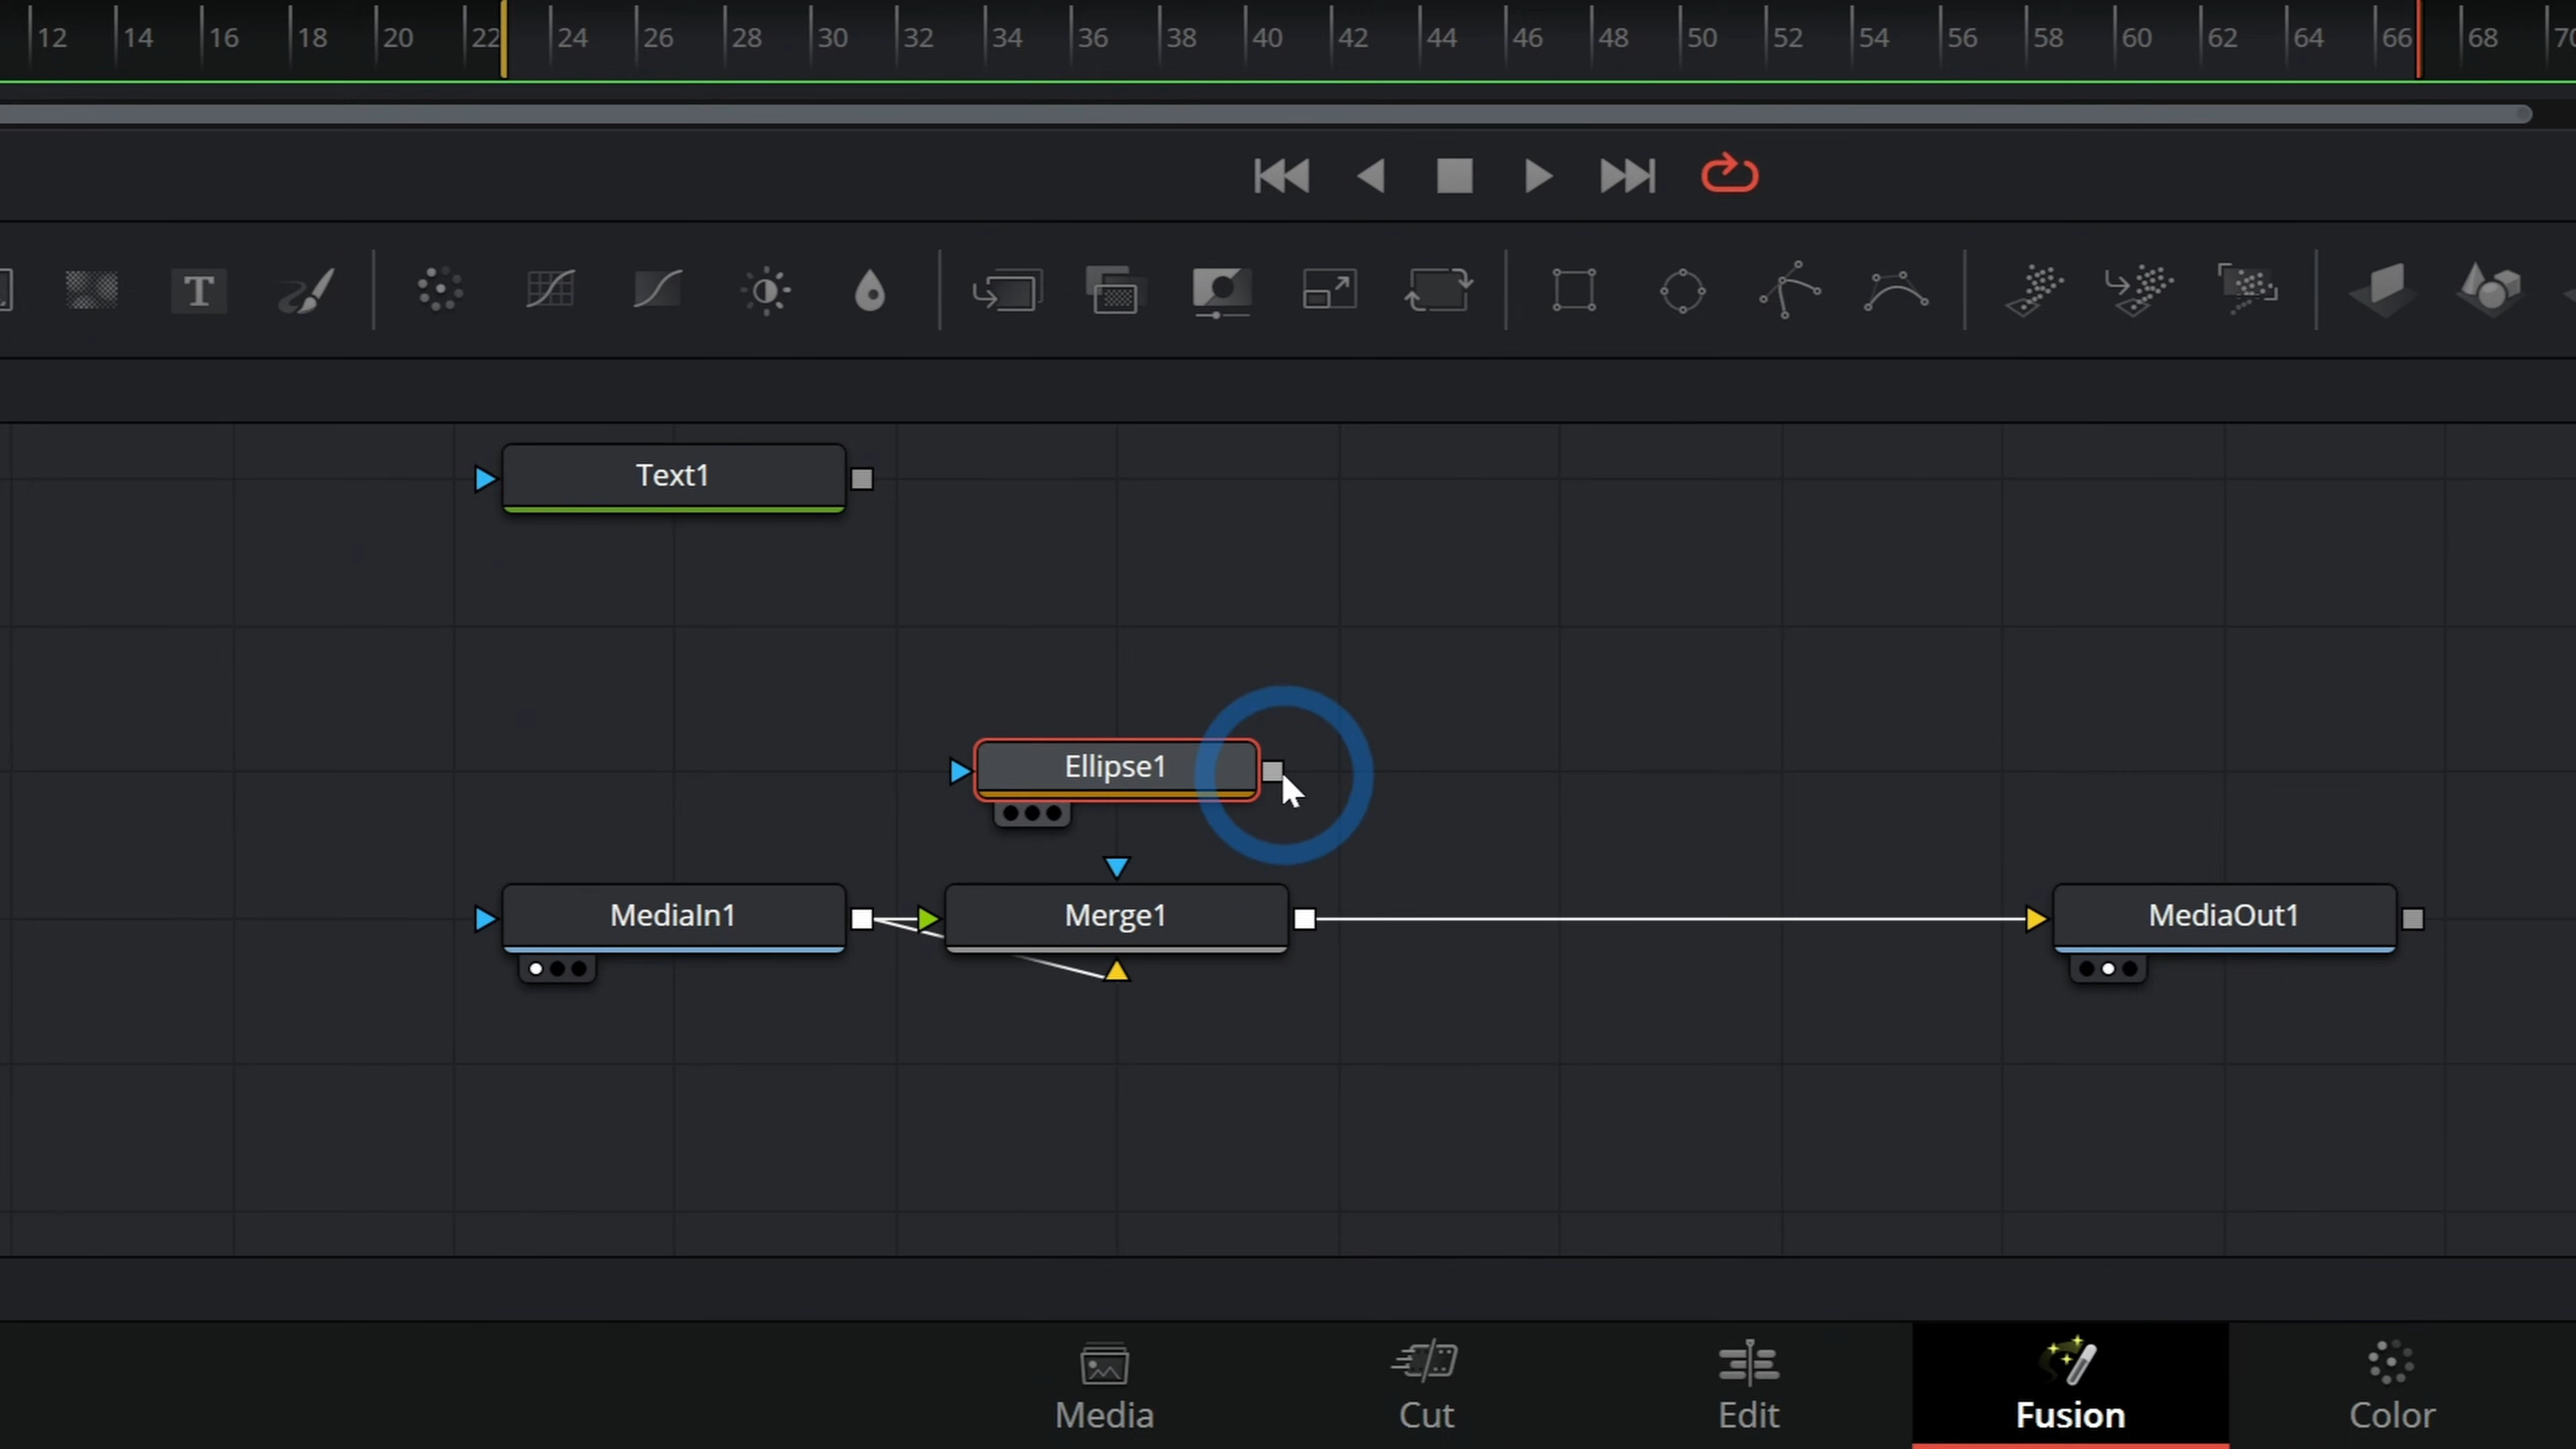 12 14 16 18 20 22 24 26 28 30 32 34 36 38 40 42 44 46 48 50 52 54 56 58 60 62 64 66 68 70
T
Text1
Ellipse1
MediaIn1 Merge1 MediaOut1
Media Cut Edit Fusion Color